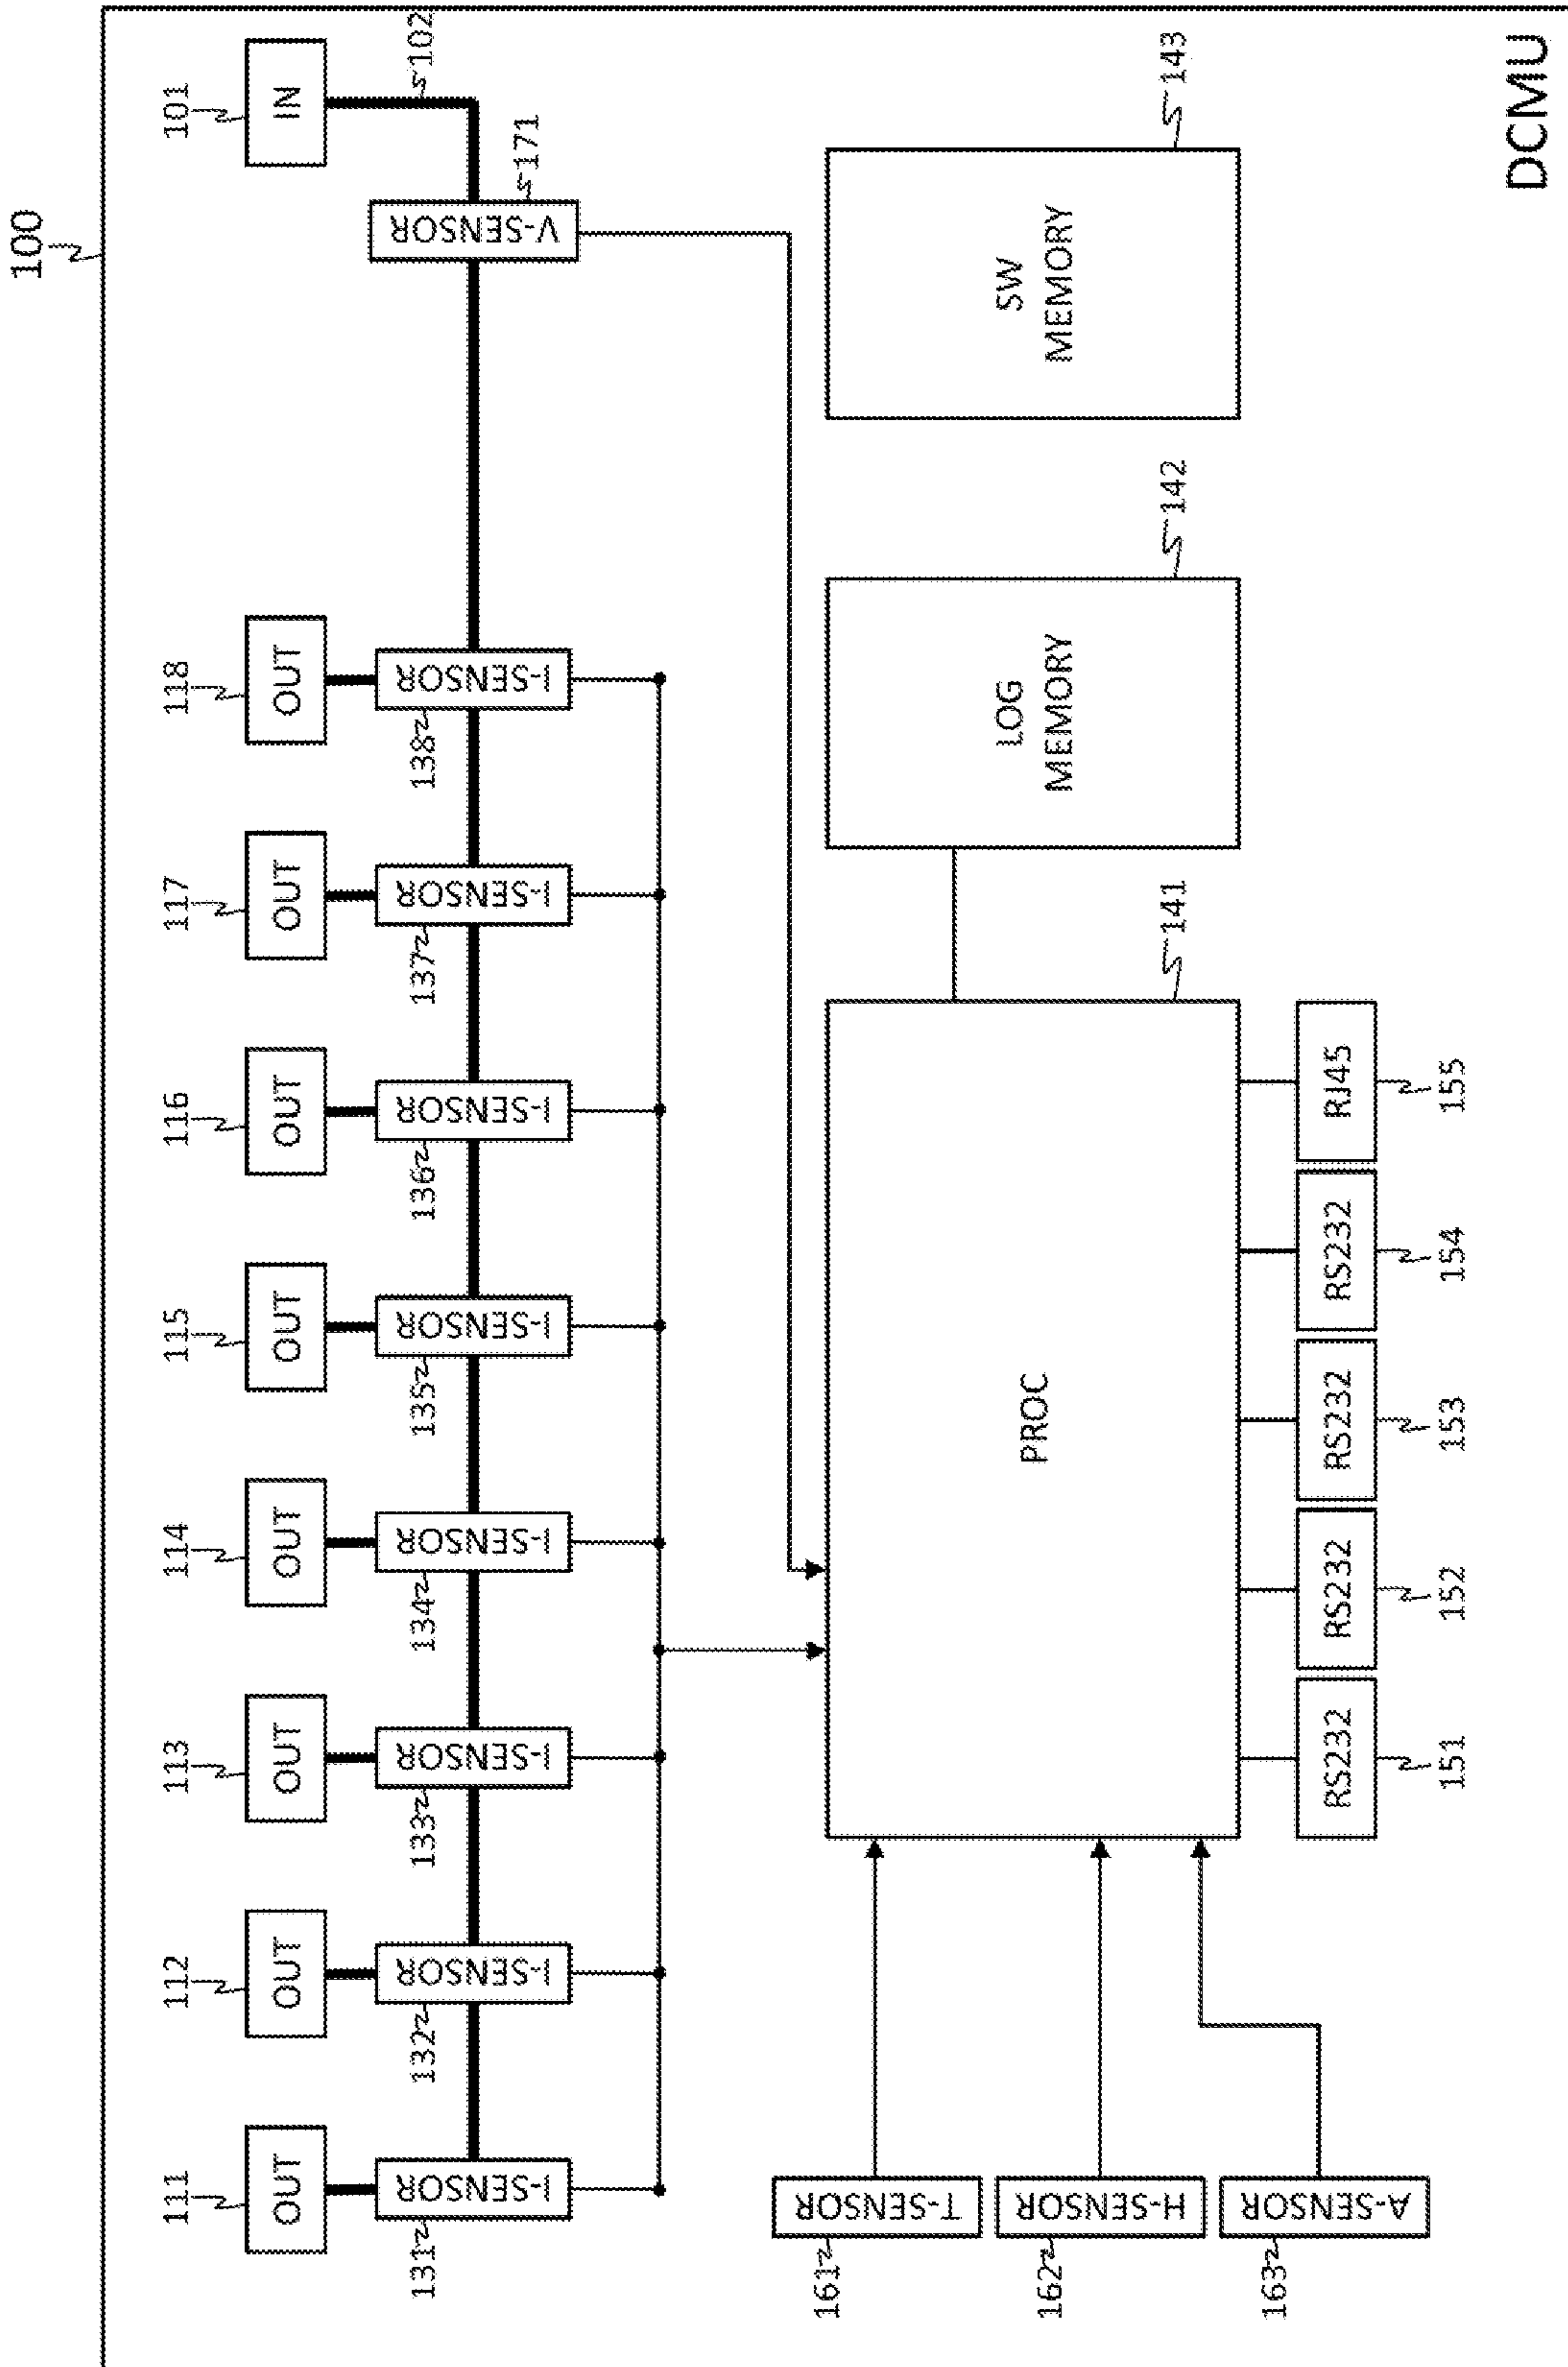 100
111
112
113
114
115
116
117
118
101
OUT
OUT
OUT
OUT
OUT
OUT
OUT
OUT
IN
102
131
132
133
134
135
136
137
138
171
I-SENSOR
I-SENSOR
I-SENSOR
I-SENSOR
I-SENSOR
I-SENSOR
I-SENSOR
I-SENSOR
V-SENSOR
161
T-SENSOR
162
H-SENSOR
163
A-SENSOR
PROC
141
LOG
MEMORY
142
SW
MEMORY
143
RS232
RS232
RS232
RS232
RJ45
151
152
153
154
155
DCMU